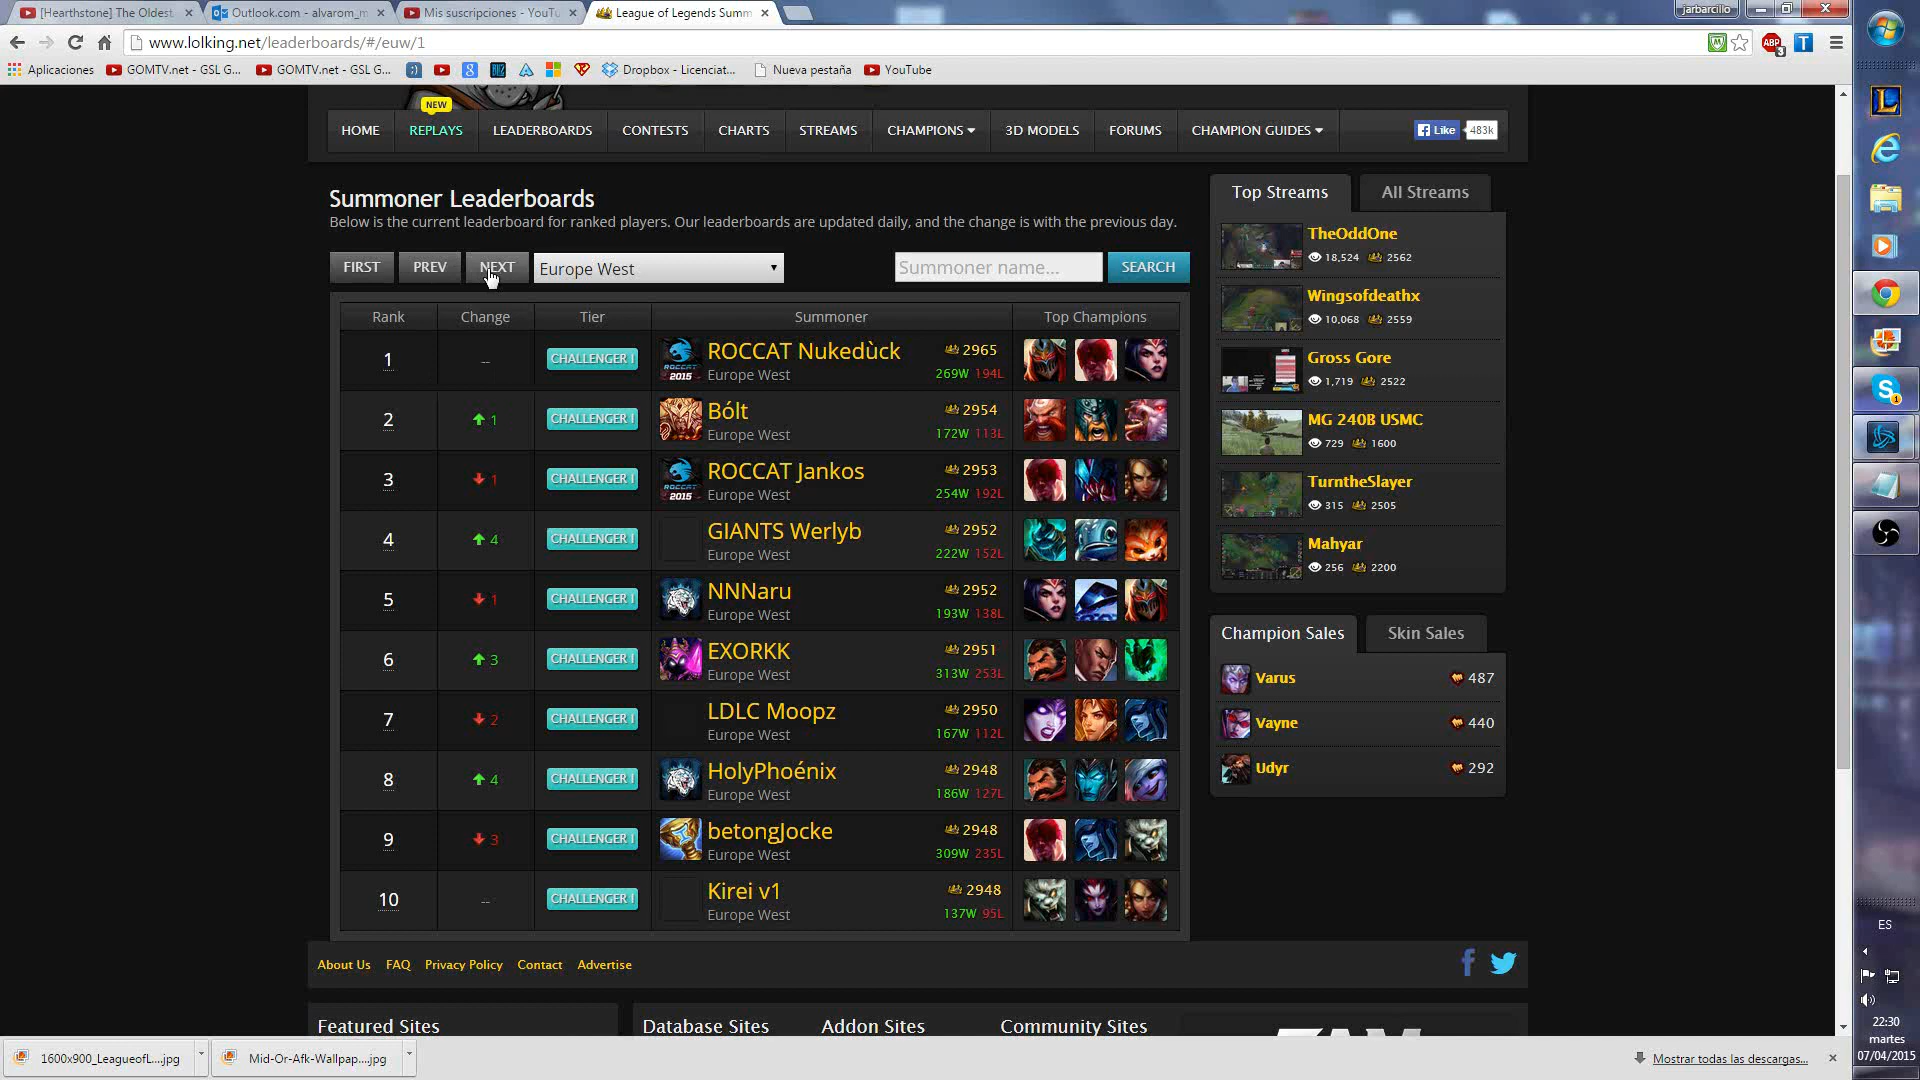 [Hearthstone] The Oldest
Outlook.com - alvarom_m
Mis suscripciones - YouTu
League of Legends Summ
jarbarcillo
www.lolking.net/leaderboards/#/euw/1
ABP
3
T
Aplicaciones
GOMTV.net - GSL G...
GOMTV.net - GSL G...
Dropbox - Licenciat...
Nueva pestaña
YouTube
NEW
HOME
REPLAYS
LEADERBOARDS
CONTESTS
CHARTS
STREAMS
CHAMPIONS
3D MODELS
FORUMS
CHAMPION GUIDES
Like
483k
Summoner Leaderboards
Below is the current leaderboard for ranked players. Our leaderboards are updated daily, and the change is with the previous day.
FIRST
PREV
NEXT
Europe West
Summoner name...
SEARCH
Rank Change Tier Summoner Top Champions
1 -- CHALLENGER I ROCCAT Nukedùck 2965
ROCCAT 2015 Europe West 269W 194L
2 1 CHALLENGER I Bólt 2954
Europe West 172W 113L
3 1 CHALLENGER I ROCCAT Jankos 2953
ROCCAT 2015 Europe West 254W 192L
4 4 CHALLENGER I GIANTS Werlyb 2952
Europe West 222W 152L
5 1 CHALLENGER I NNNaru 2952
Europe West 193W 138L
6 3 CHALLENGER I EXORKK 2951
Europe West 313W 253L
7 2 CHALLENGER I LDLC Moopz 2950
Europe West 167W 112L
8 4 CHALLENGER I HolyPhoénix 2948
Europe West 186W 127L
9 3 CHALLENGER I betongJocke 2948
Europe West 309W 235L
10 -- CHALLENGER I Kirei v1 2948
Europe West 137W 95L
Top Streams
All Streams
TheOddOne
18,524 2562
Wingsofdeathx
10,068 2559
Gross Gore
1,719 2522
MG 240B USMC
729 1600
TurntheSlayer
315 2505
Mahyar
256 2200
Champion Sales
Skin Sales
Varus 487
Vayne 440
Udyr 292
About Us FAQ Privacy Policy Contact Advertise
Featured Sites
Database Sites
Addon Sites
Community Sites
1600x900_LeagueofL....jpg
Mid-Or-Afk-Wallpap....jpg
Mostrar todas las descargas...
ES
22:30
martes
07/04/2015